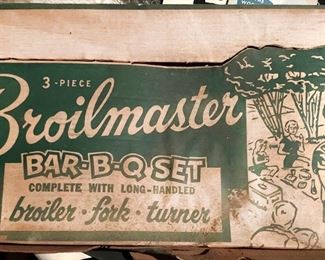 3-PIECE
Broilmaster
BAR-B-Q SET
COMPLETE WITH LONG-HANDLED
broiler · fork · turner